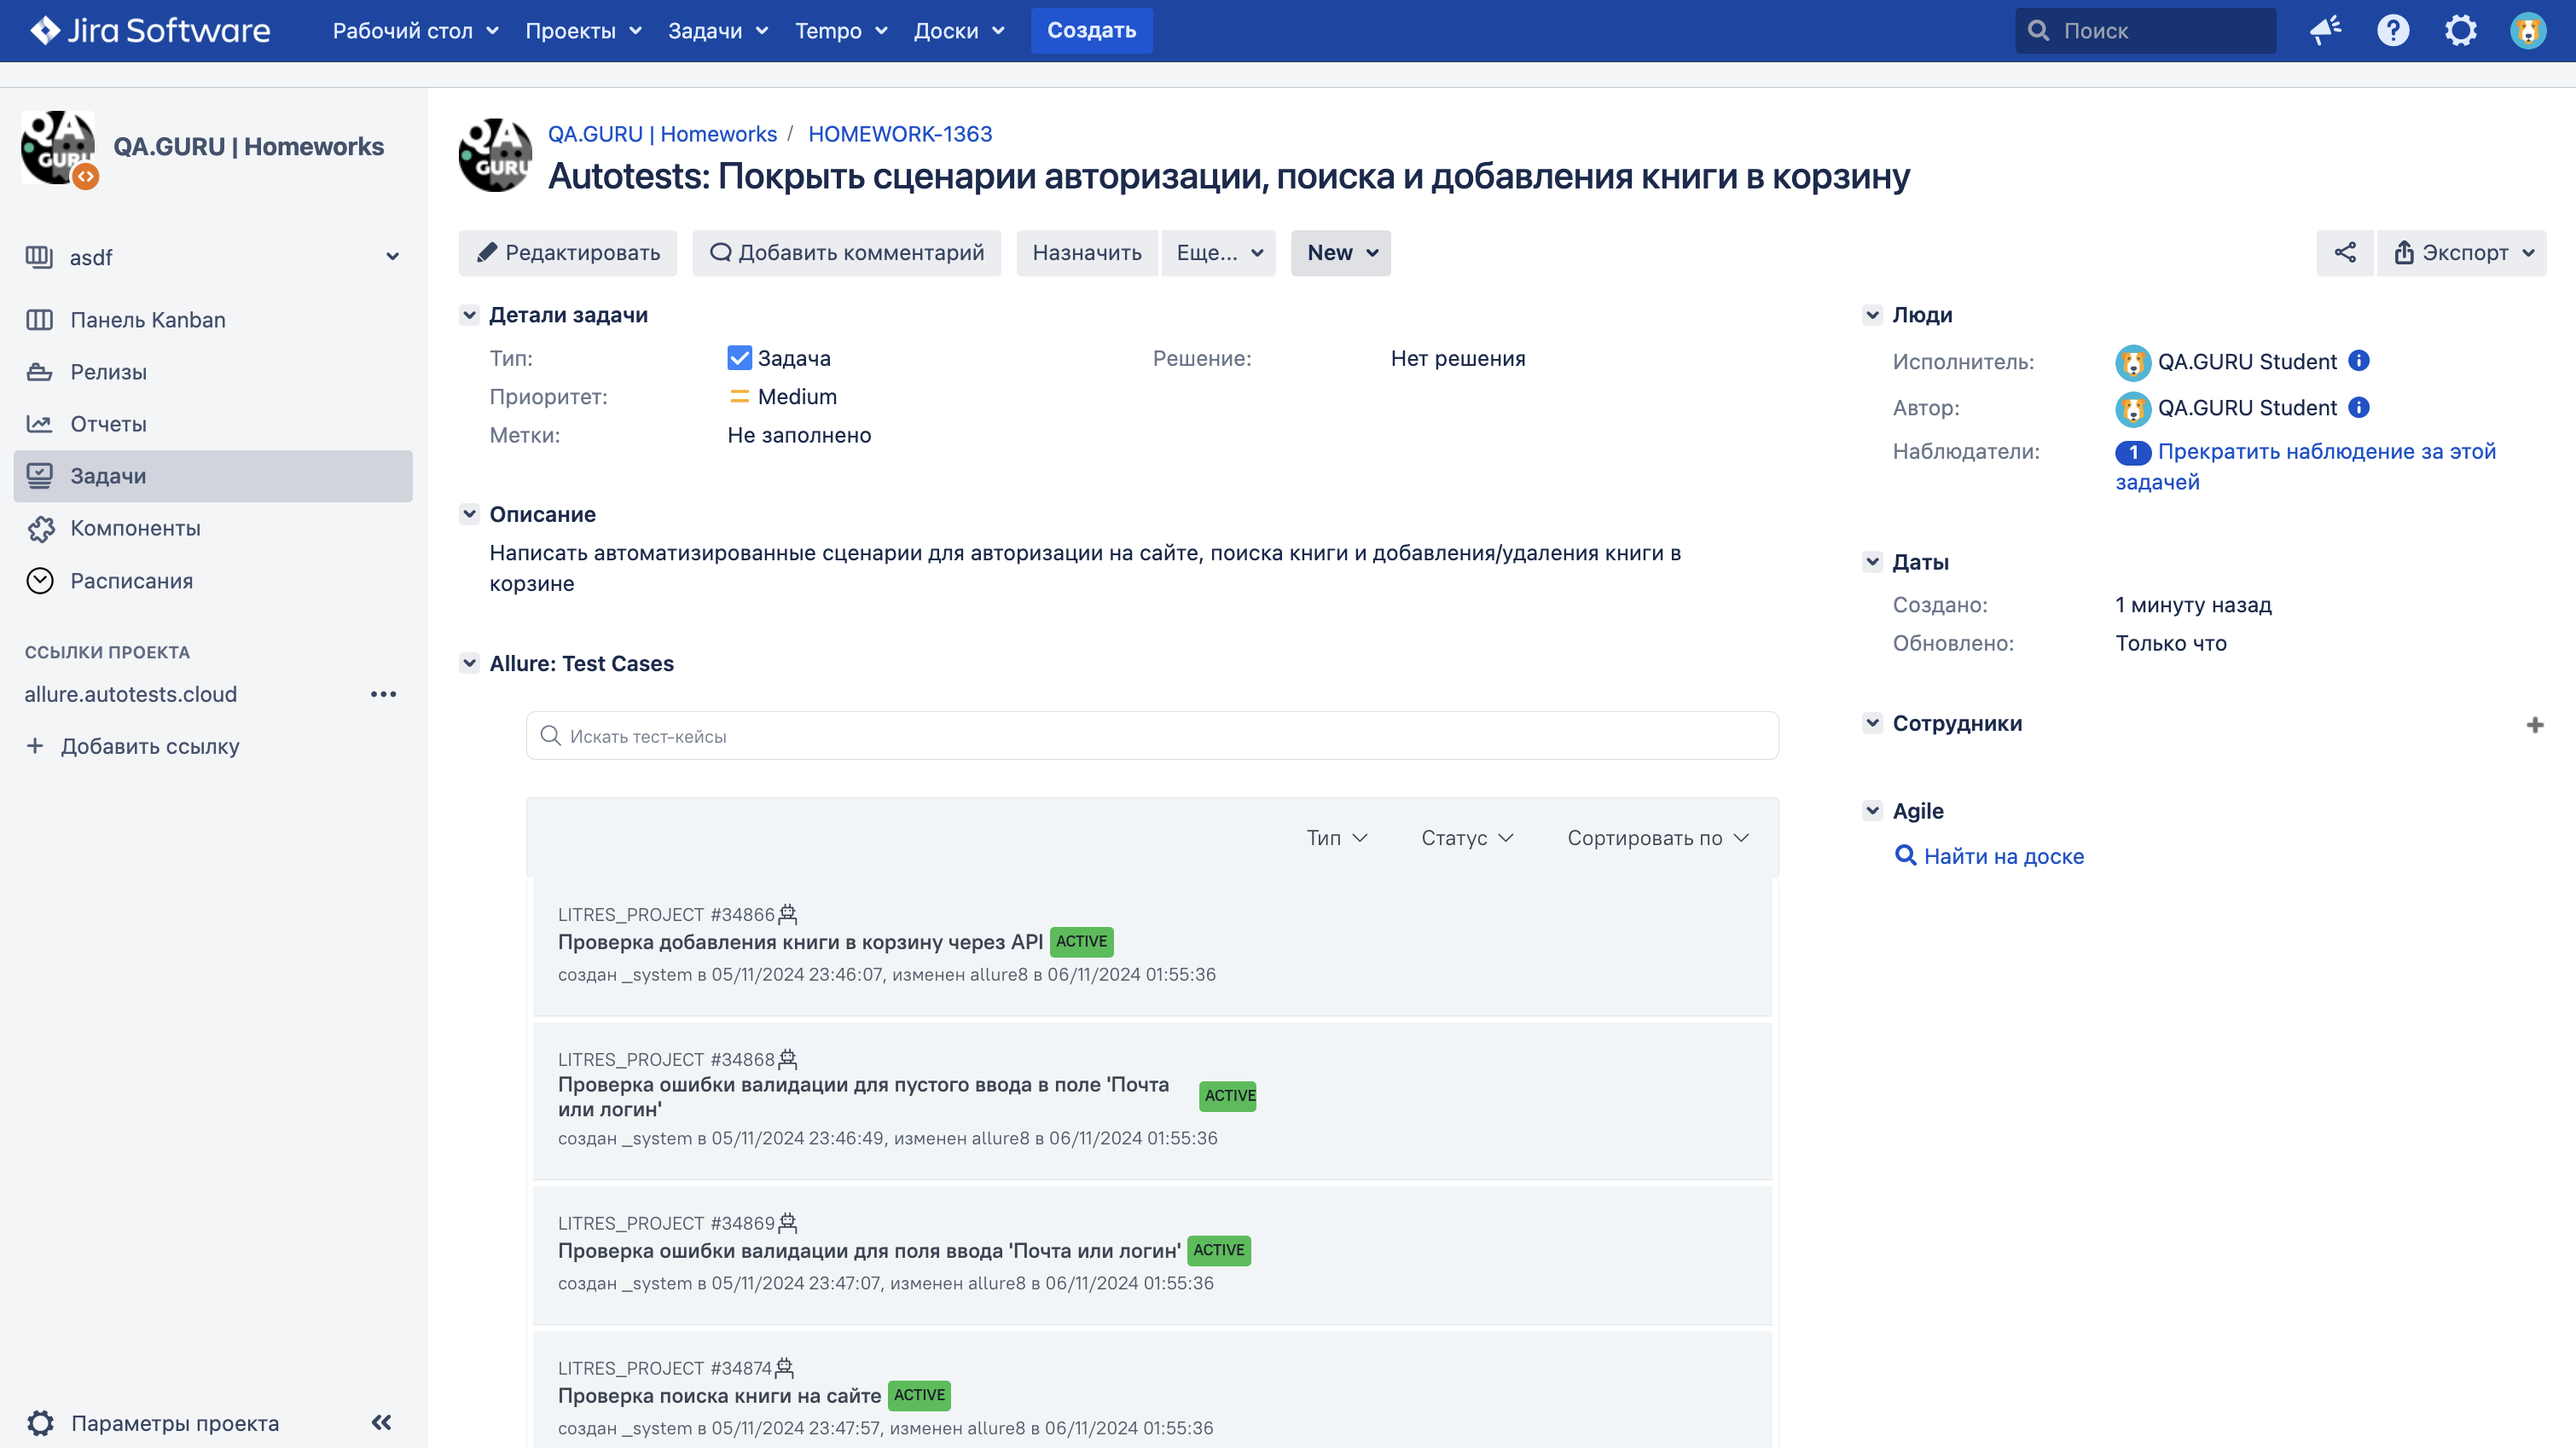 Jira Software
Рабочий стол
Проекты
Задачи
Tempo
Доски
Создать
Поиск
QA.GURU | Homeworks
asdf
Панель Kanban
Релизы
Отчеты
Задачи
Компоненты
Расписания
ССЫЛКИ ПРОЕКТА
allure.autotests.cloud
Добавить ссылку
Параметры проекта
QA.GURU | Homeworks / HOMEWORK-1363
Autotests: Покрыть сценарии авторизации, поиска и добавления книги в корзину
Редактировать
Добавить комментарий
Назначить
Еще...
New
Экспорт
Детали задачи
Тип: Задача
Решение: Нет решения
Приоритет: Medium
Метки: Не заполнено
Описание
Написать автоматизированные сценарии для авторизации на сайте, поиска книги и добавления/удаления книги в
корзине
Allure: Test Cases
Искать тест-кейсы
Тип
Статус
Сортировать по
LITRES_PROJECT #34866
Проверка добавления книги в корзину через API ACTIVE
создан _system в 05/11/2024 23:46:07, изменен allure8 в 06/11/2024 01:55:36
LITRES_PROJECT #34868
Проверка ошибки валидации для пустого ввода в поле 'Почта
или логин' ACTIVE
создан _system в 05/11/2024 23:46:49, изменен allure8 в 06/11/2024 01:55:36
LITRES_PROJECT #34869
Проверка ошибки валидации для поля ввода 'Почта или логин' ACTIVE
создан _system в 05/11/2024 23:47:07, изменен allure8 в 06/11/2024 01:55:36
LITRES_PROJECT #34874
Проверка поиска книги на сайте ACTIVE
создан _system в 05/11/2024 23:47:57, изменен allure8 в 06/11/2024 01:55:36
Люди
Исполнитель: QA.GURU Student
Автор: QA.GURU Student
Наблюдатели: 1 Прекратить наблюдение за этой
задачей
Даты
Создано: 1 минуту назад
Обновлено: Только что
Сотрудники
Agile
Найти на доске
QA
GURU
QA
GURU